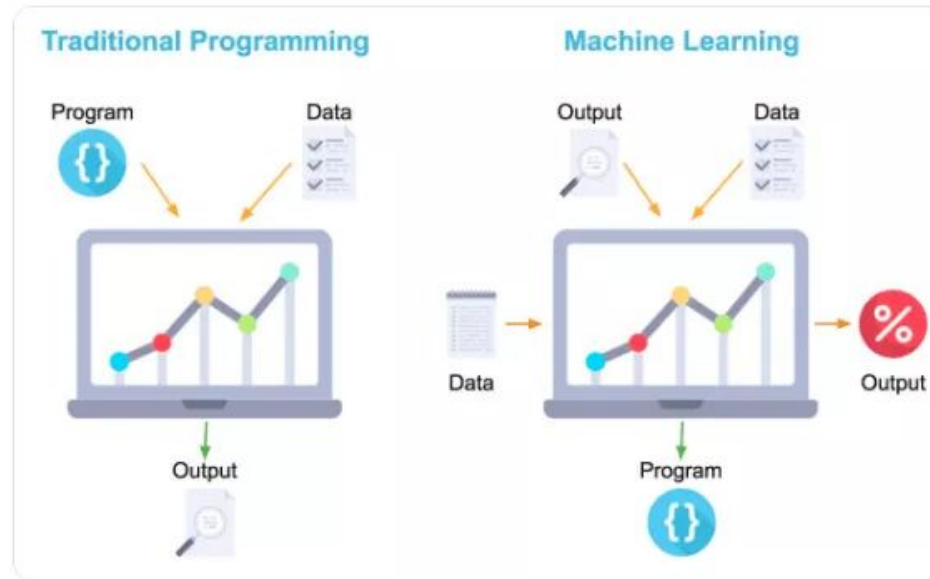 Traditional Programming
Program
Data
{}
Output
Machine Learning
Output
Data
Data
%
Output
Program
{}